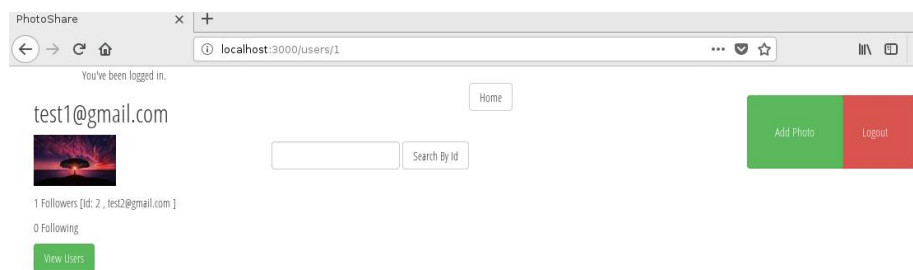 PhotoShare × +
localhost:3000/users/1
You've been logged in.
Home
test1@gmail.com
Add Photo Logout
Search By Id
1 Followers [Id: 2 , test2@gmail.com ]
0 Following
View Users